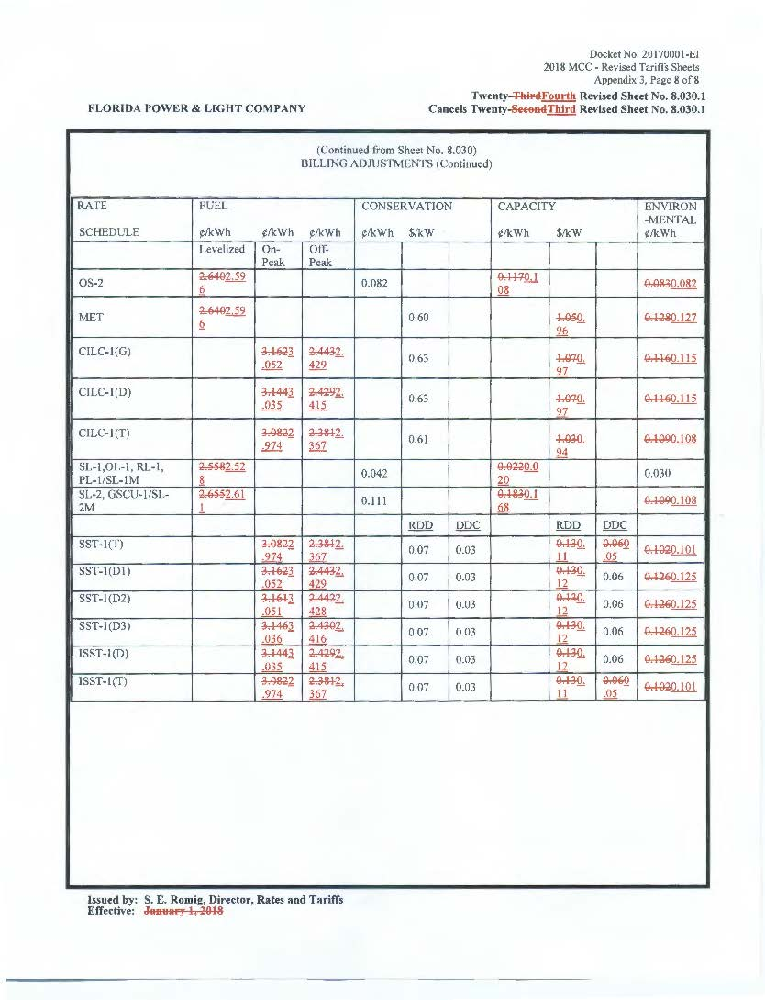 Docket No. 20170001-EI
2018 MCC - Revised Tariffs Sheets
Appendix 3, Page 8 of 8
Twenty-ThirdFourth Revised Sheet No. 8.030.1
FLORIDA POWER & LIGHT COMPANY Cancels Twenty-SecondThird Revised Sheet No. 8.030.1
(Continued from Sheet No. 8.030)
BILLING ADJUSTMENTS (Continued)
RATE FUEL CONSERVATION CAPACITY ENVIRON
-MENTAL
SCHEDULE ¢/kWh ¢/kWh ¢/kWh ¢/kWh $/kW ¢/kWh $/kW ¢/kWh
Levelized On- Off-
Peak Peak
OS-2 2.6402.59 0.082 0.1170.1 0.0830.082
6 08
MET 2.6402.59 0.60 1.050. 0.1280.127
6 96
CILC-1(G) 3.1623 2.4432. 0.63 1.070. 0.1160.115
.052 429 97
CILC-1(D) 3.1443 2.4292. 0.63 1.070. 0.1160.115
.035 415 97
CILC-1(T) 3.0822 2.3812. 0.61 1.030. 0.1090.108
.974 367 94
SL-1,OL-1, RL-1, 2.5582.52 0.042 0.0220.0 0.030
PL-1/SL-1M 8 20
SL-2, GSCU-1/SL- 2.6552.61 0.111 0.1830.1 0.1090.108
2M 1 68
RDD DDC RDD DDC
SST-1(T) 3.0822 2.3812. 0.07 0.03 0.130. 0.060 0.1020.101
.974 367 11 .05
SST-1(D1) 3.1623 2.4432. 0.07 0.03 0.130. 0.06 0.1260.125
.052 429 12
SST-1(D2) 3.1613 2.4422. 0.07 0.03 0.130. 0.06 0.1260.125
.051 428 12
SST-1(D3) 3.1463 2.4302. 0.07 0.03 0.130. 0.06 0.1260.125
.036 416 12
ISST-1(D) 3.1443 2.4292. 0.07 0.03 0.130. 0.06 0.1260.125
.035 415 12
ISST-1(T) 3.0822 2.3812. 0.07 0.03 0.130. 0.060 0.1020.101
.974 367 11 .05
Issued by: S. E. Romig, Director, Rates and Tariffs
Effective: January 1, 2018